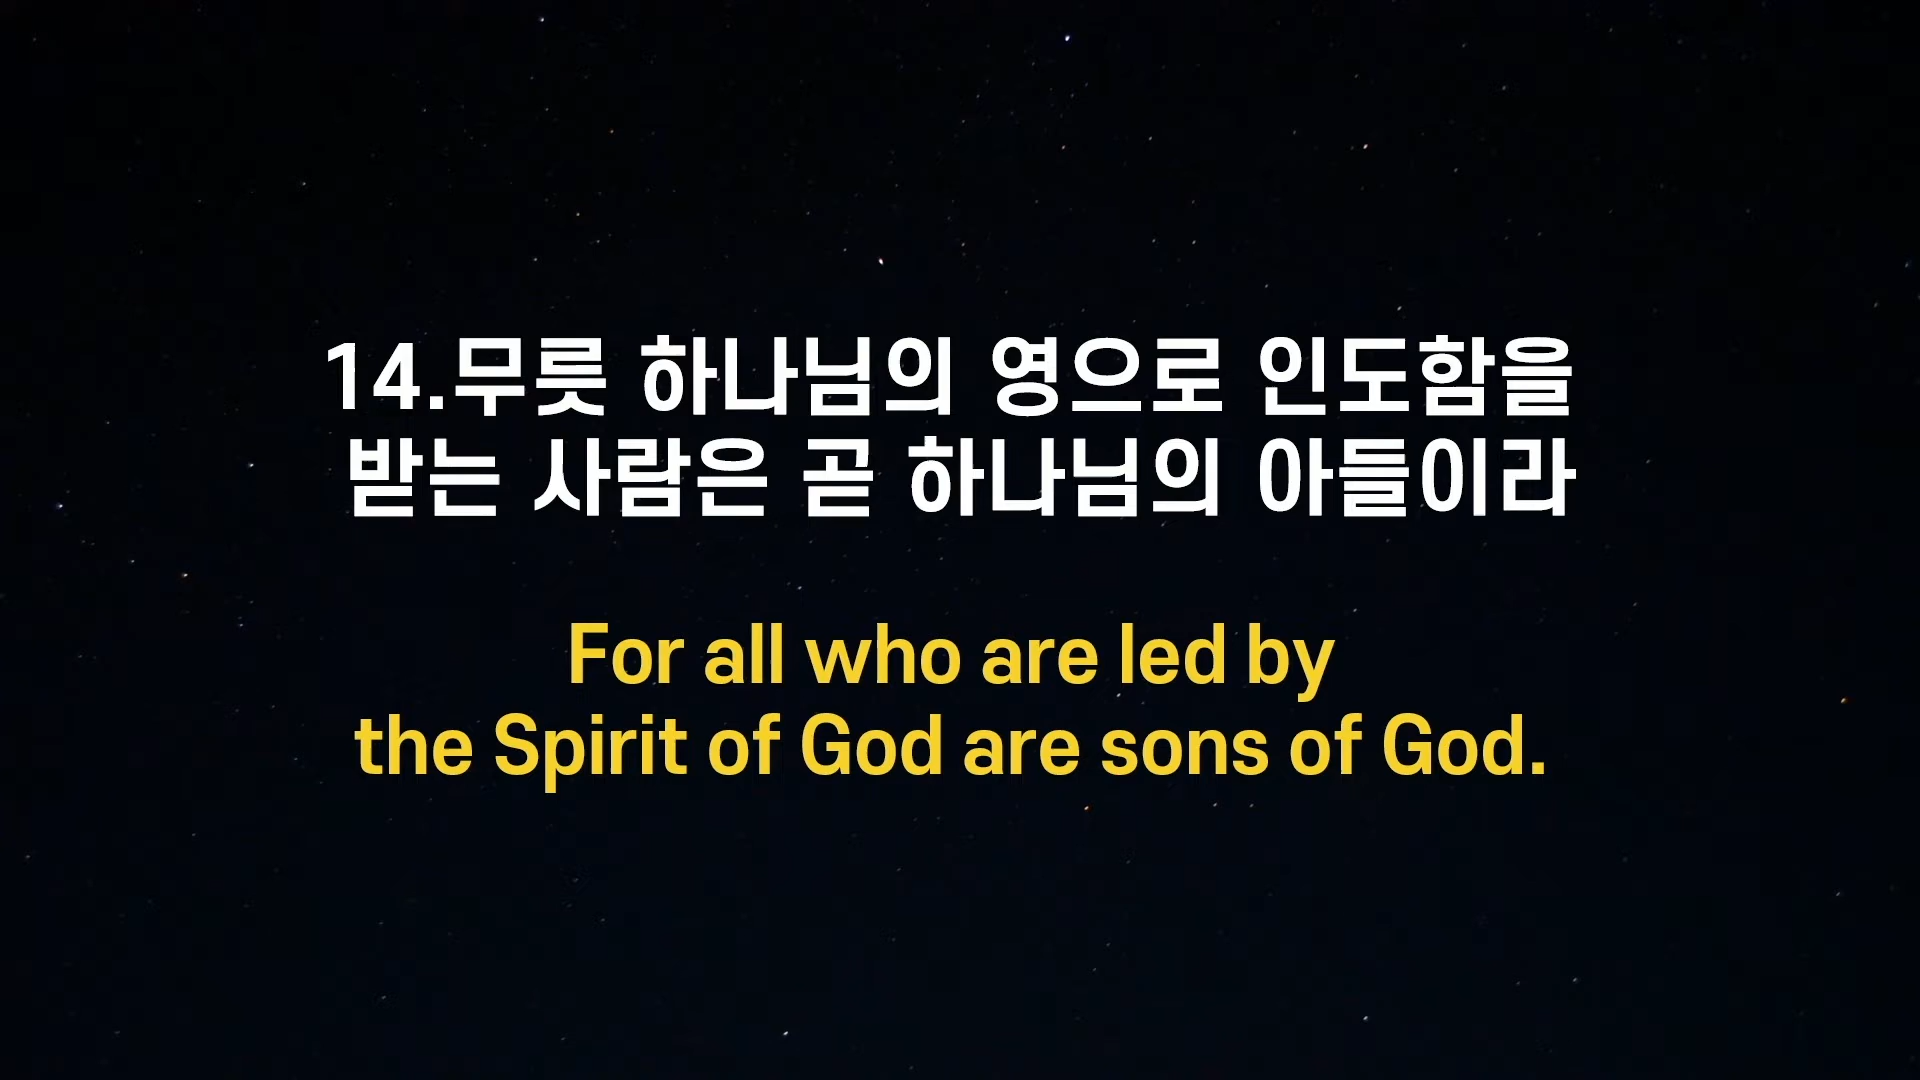 14.무릇 하나님의 영으로 인도함을
받는 사람은 곧 하나님의 아들이라
For all who are led by
the Spirit of God are sons of God.